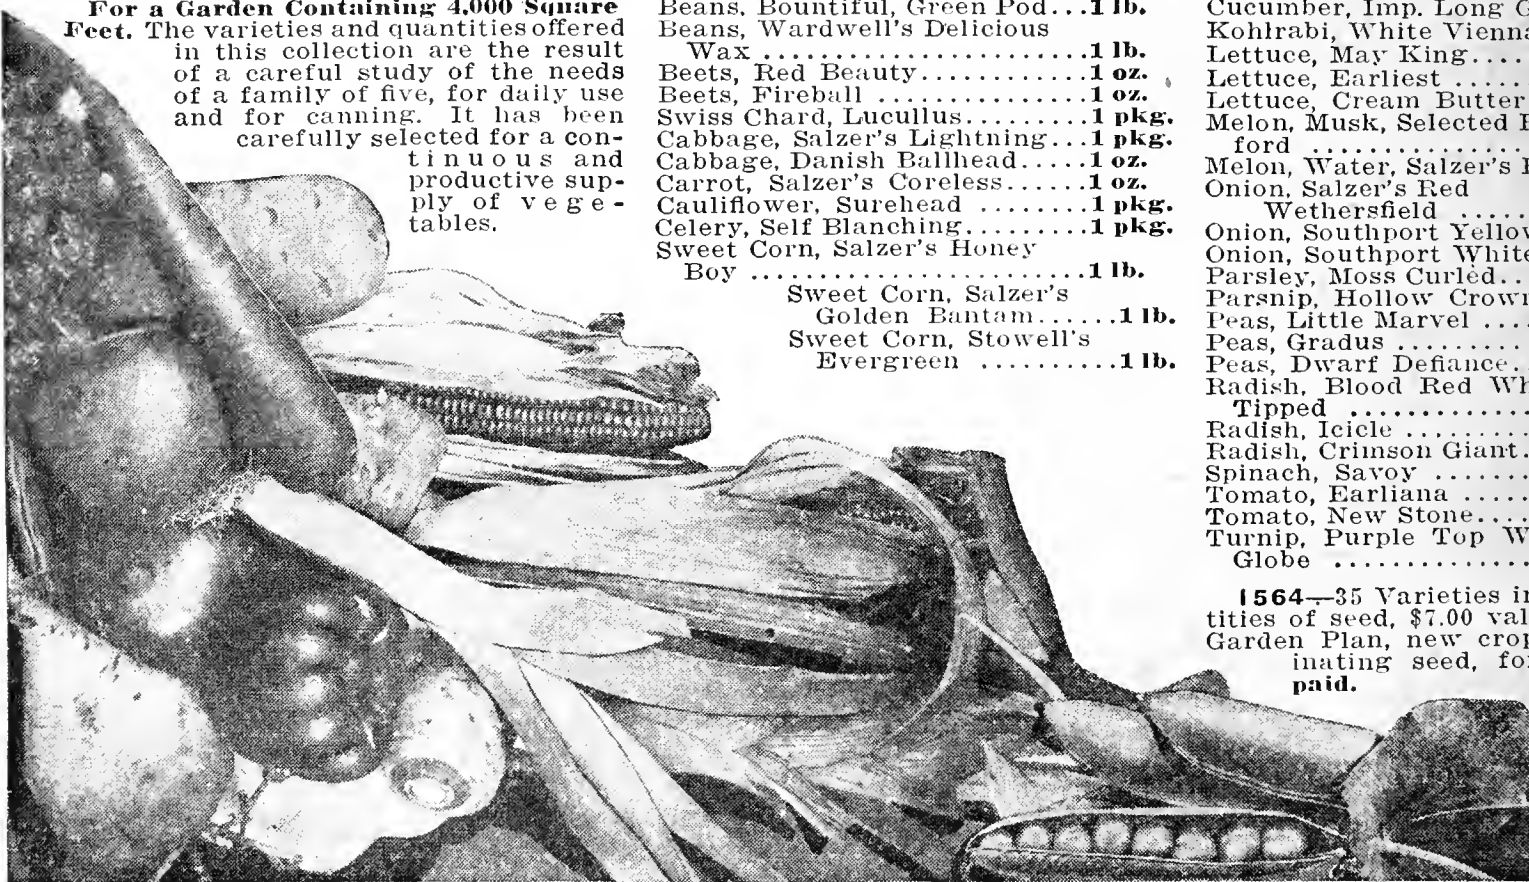 For a Garden Containing 4,000 Square
Feet. The varieties and quantities offered
in this collection are the result
of a careful study of the needs
of a family of five, for daily use
and for canning. It has been
carefully selected for a con-
tinuous and
productive sup-
ply of vege-
tables.
Beans, Bountiful, Green Pod...1 lb.
Beans, Wardwell's Delicious
Wax .......................1 lb.
Beets, Red Beauty............1 oz.
Beets, Fireball ...............1 oz.
Swiss Chard, Lucullus.........1 pkg.
Cabbage, Salzer's Lightning...1 pkg.
Cabbage, Danish Ballhead.....1 oz.
Carrot, Salzer's Coreless......1 oz.
Cauliflower, Surehead ........1 pkg.
Celery, Self Blanching.........1 pkg.
Sweet Corn, Salzer's Honey
Boy .......................1 lb.
Sweet Corn, Salzer's
Golden Bantam......1 lb.
Sweet Corn, Stowell's
Evergreen ..........1 lb.
Cucumber, Imp. Long
Kohlrabi, White Vienna
Lettuce, May King....
Lettuce, Earliest ......
Lettuce, Cream Butter
Melon, Musk, Selected
ford ...............
Melon, Water, Salzer's
Onion, Salzer's Red
Wethersfield .....
Onion, Southport Yellow
Onion, Southport White
Parsley, Moss Curled..
Parsnip, Hollow Crown
Peas, Little Marvel ....
Peas, Gradus .........
Peas, Dwarf Defiance..
Radish, Blood Red Wh
Tipped .............
Radish, Icicle ........
Radish, Crimson Giant.
Spinach, Savoy .......
Tomato, Earliana .....
Tomato, New Stone....
Turnip, Purple Top W
Globe ..............
1564—35 Varieties in
tities of seed, $7.00 val
Garden Plan, new crop
inating seed, fo
paid.